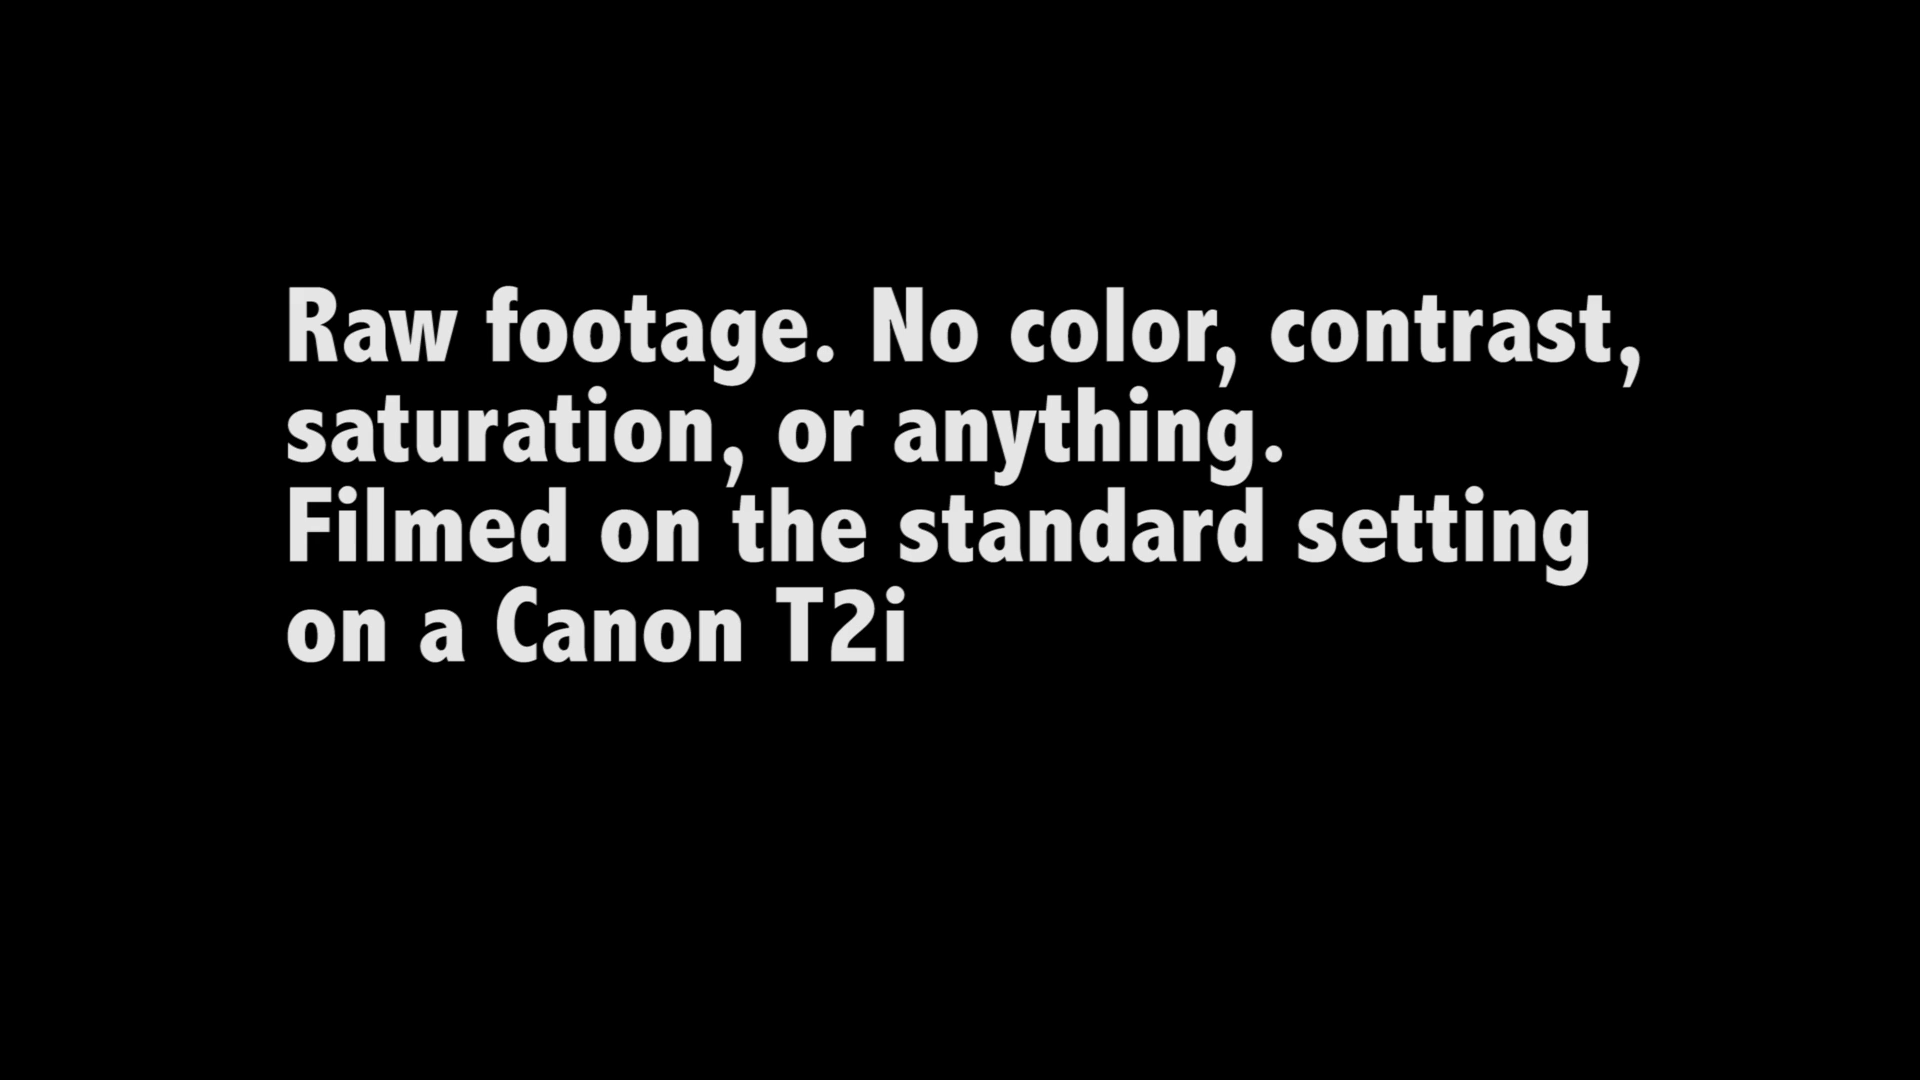 Raw footage. No color, contrast,
saturation, or anything.
Filmed on the standard setting
on a Canon T2i